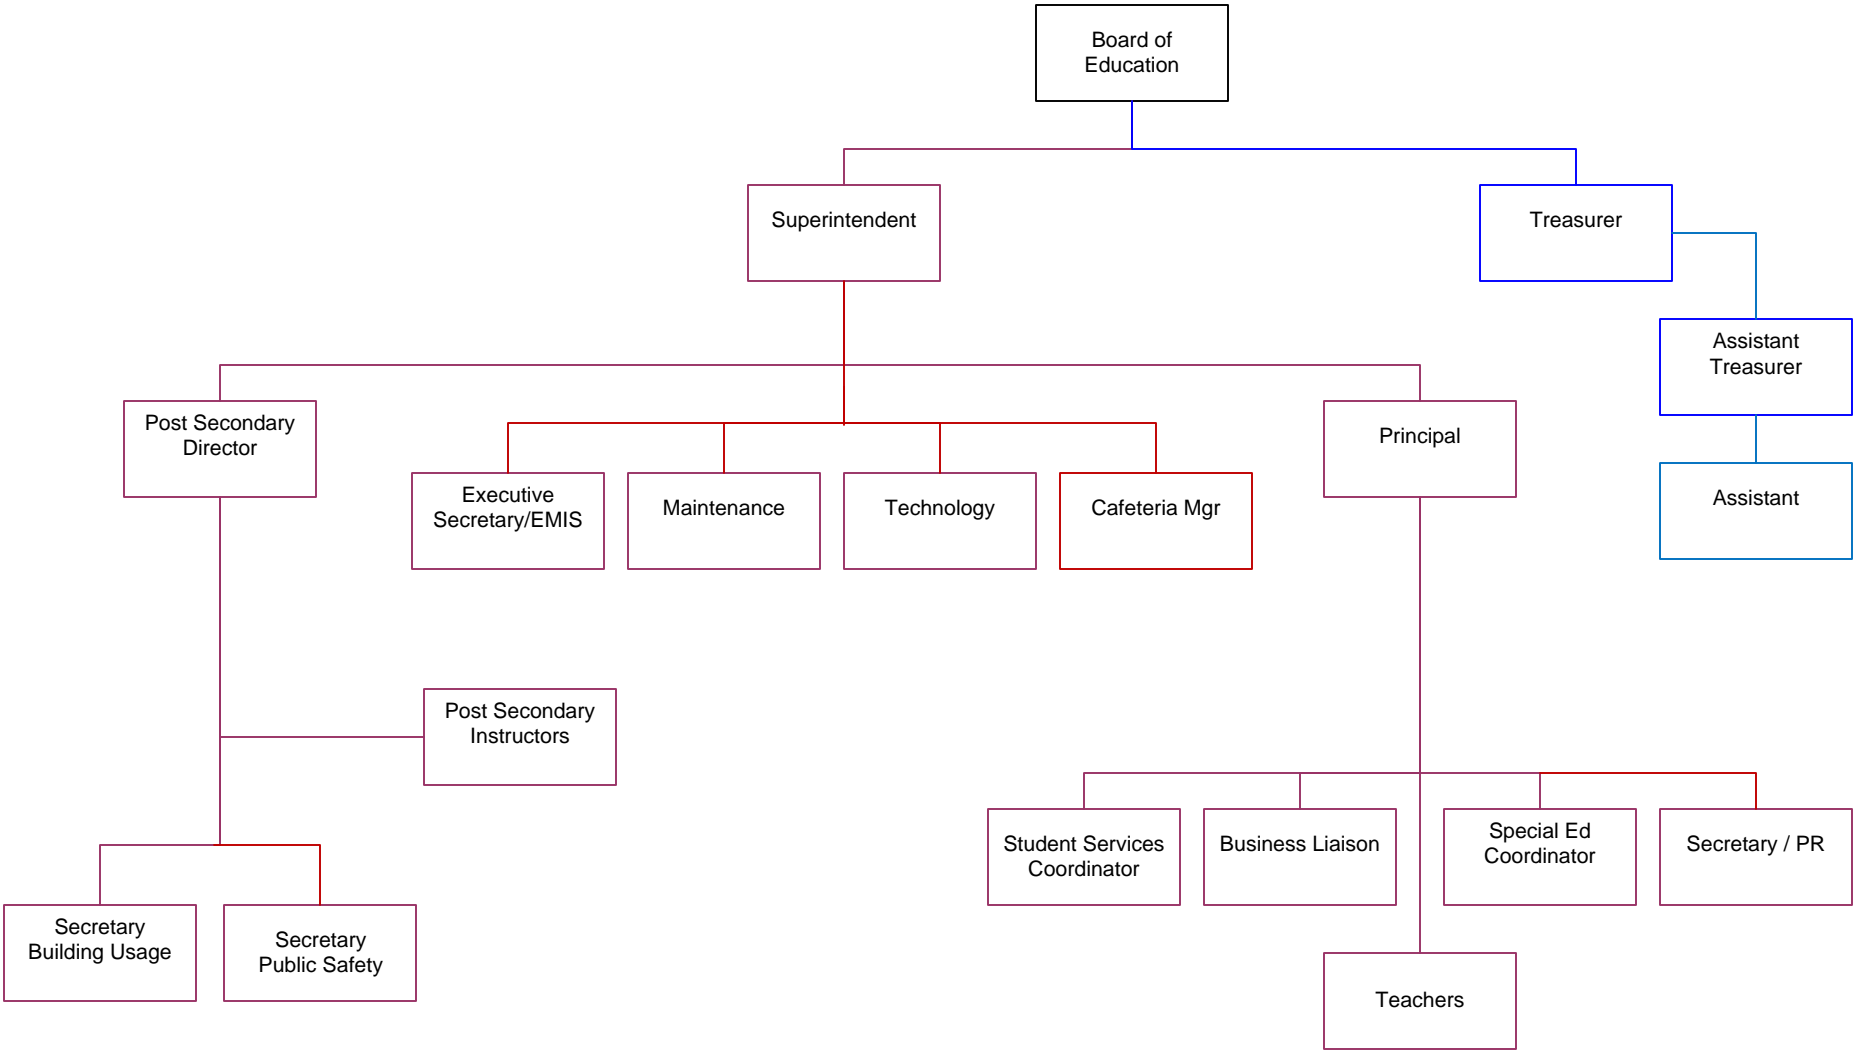 Board of
Education
Superintendent
Treasurer
Assistant
Treasurer
Post Secondary
Director
Principal
Executive
Secretary/EMIS
Maintenance
Technology
Cafeteria Mgr
Assistant
Post Secondary
Instructors
Student Services
Coordinator
Business Liaison
Special Ed
Coordinator
Secretary / PR
Secretary
Building Usage
Secretary
Public Safety
Teachers